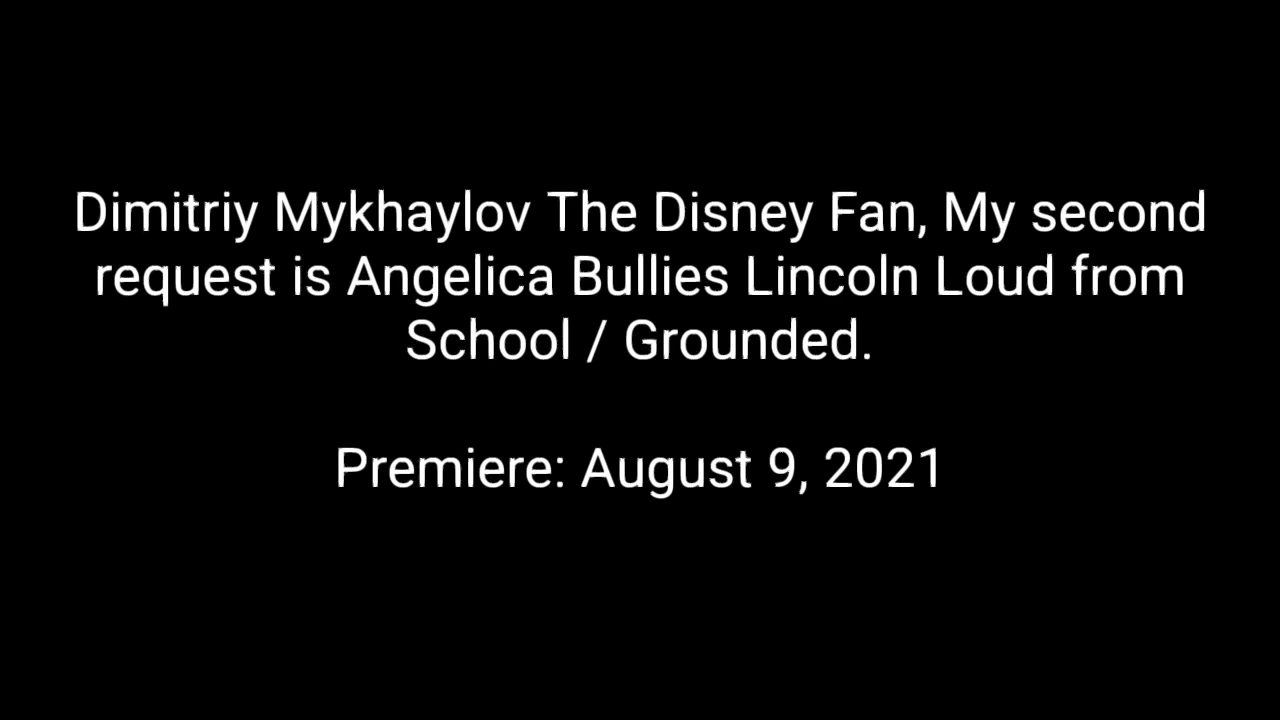 Dimitriy Mykhaylov The Disney Fan, My second
request is Angelica Bullies Lincoln Loud from
School / Grounded.
Premiere: August 9, 2021